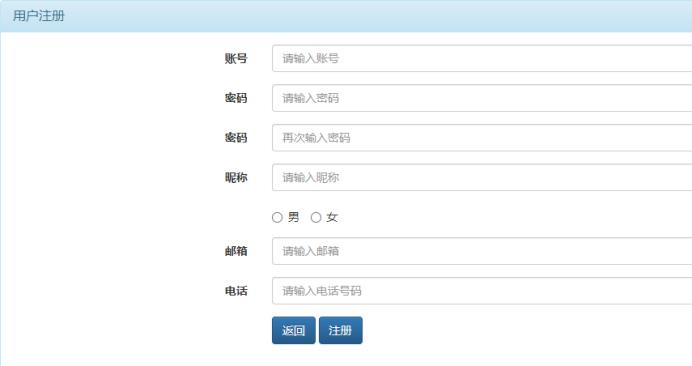 用户注册
账号 请输入账号
密码 请输入密码
密码 再次输入密码
昵称 请输入昵称
男 女
邮箱 请输入邮箱
电话 请输入电话号码
返回 注册